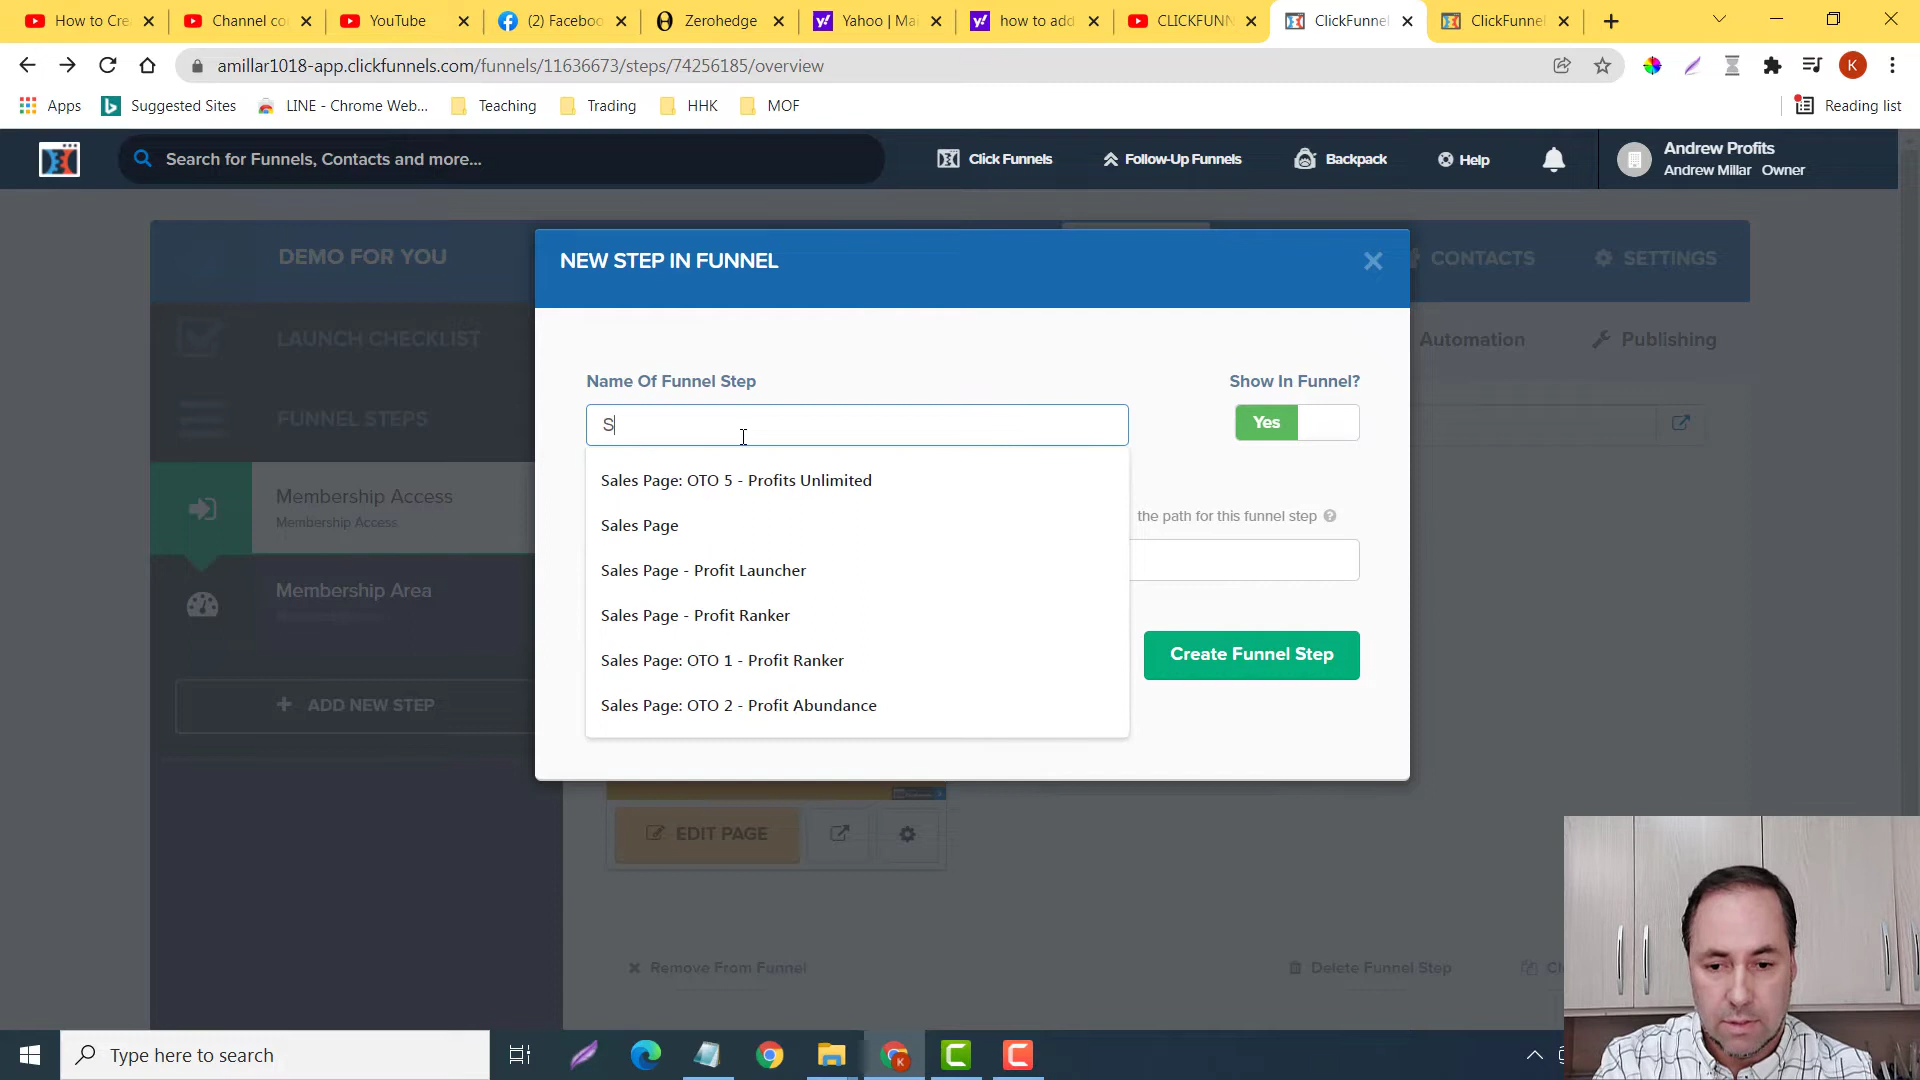 How to Cre
Channel co
YouTube
(2) Facebo
Zerohedge
Yahoo | Mai
how to add
CLICKFUNN
ClickFunnel
ClickFunnel
amillar1018-app.clickfunnels.com/funnels/11636673/steps/74256185/overview
K
Apps
Suggested Sites
LINE - Chrome Web...
Teaching
Trading
HHK
MOF
Reading list
Search for Funnels, Contacts and more...
Click Funnels
Follow-Up Funnels
Backpack
Help
Andrew Profits
Andrew Millar Owner
DEMO FOR YOU
CONTACTS
SETTINGS
LAUNCH CHECKLIST
Automation
Publishing
FUNNEL STEPS
Membership Access
Membership Access
Membership Area
+ ADD NEW STEP
NEW STEP IN FUNNEL
Name Of Funnel Step
Show In Funnel?
S
Yes
Sales Page: OTO 5 - Profits Unlimited
Sales Page
Sales Page - Profit Launcher
Sales Page - Profit Ranker
Sales Page: OTO 1 - Profit Ranker
Sales Page: OTO 2 - Profit Abundance
the path for this funnel step
Create Funnel Step
EDIT PAGE
Remove From Funnel
Delete Funnel Step
Type here to search